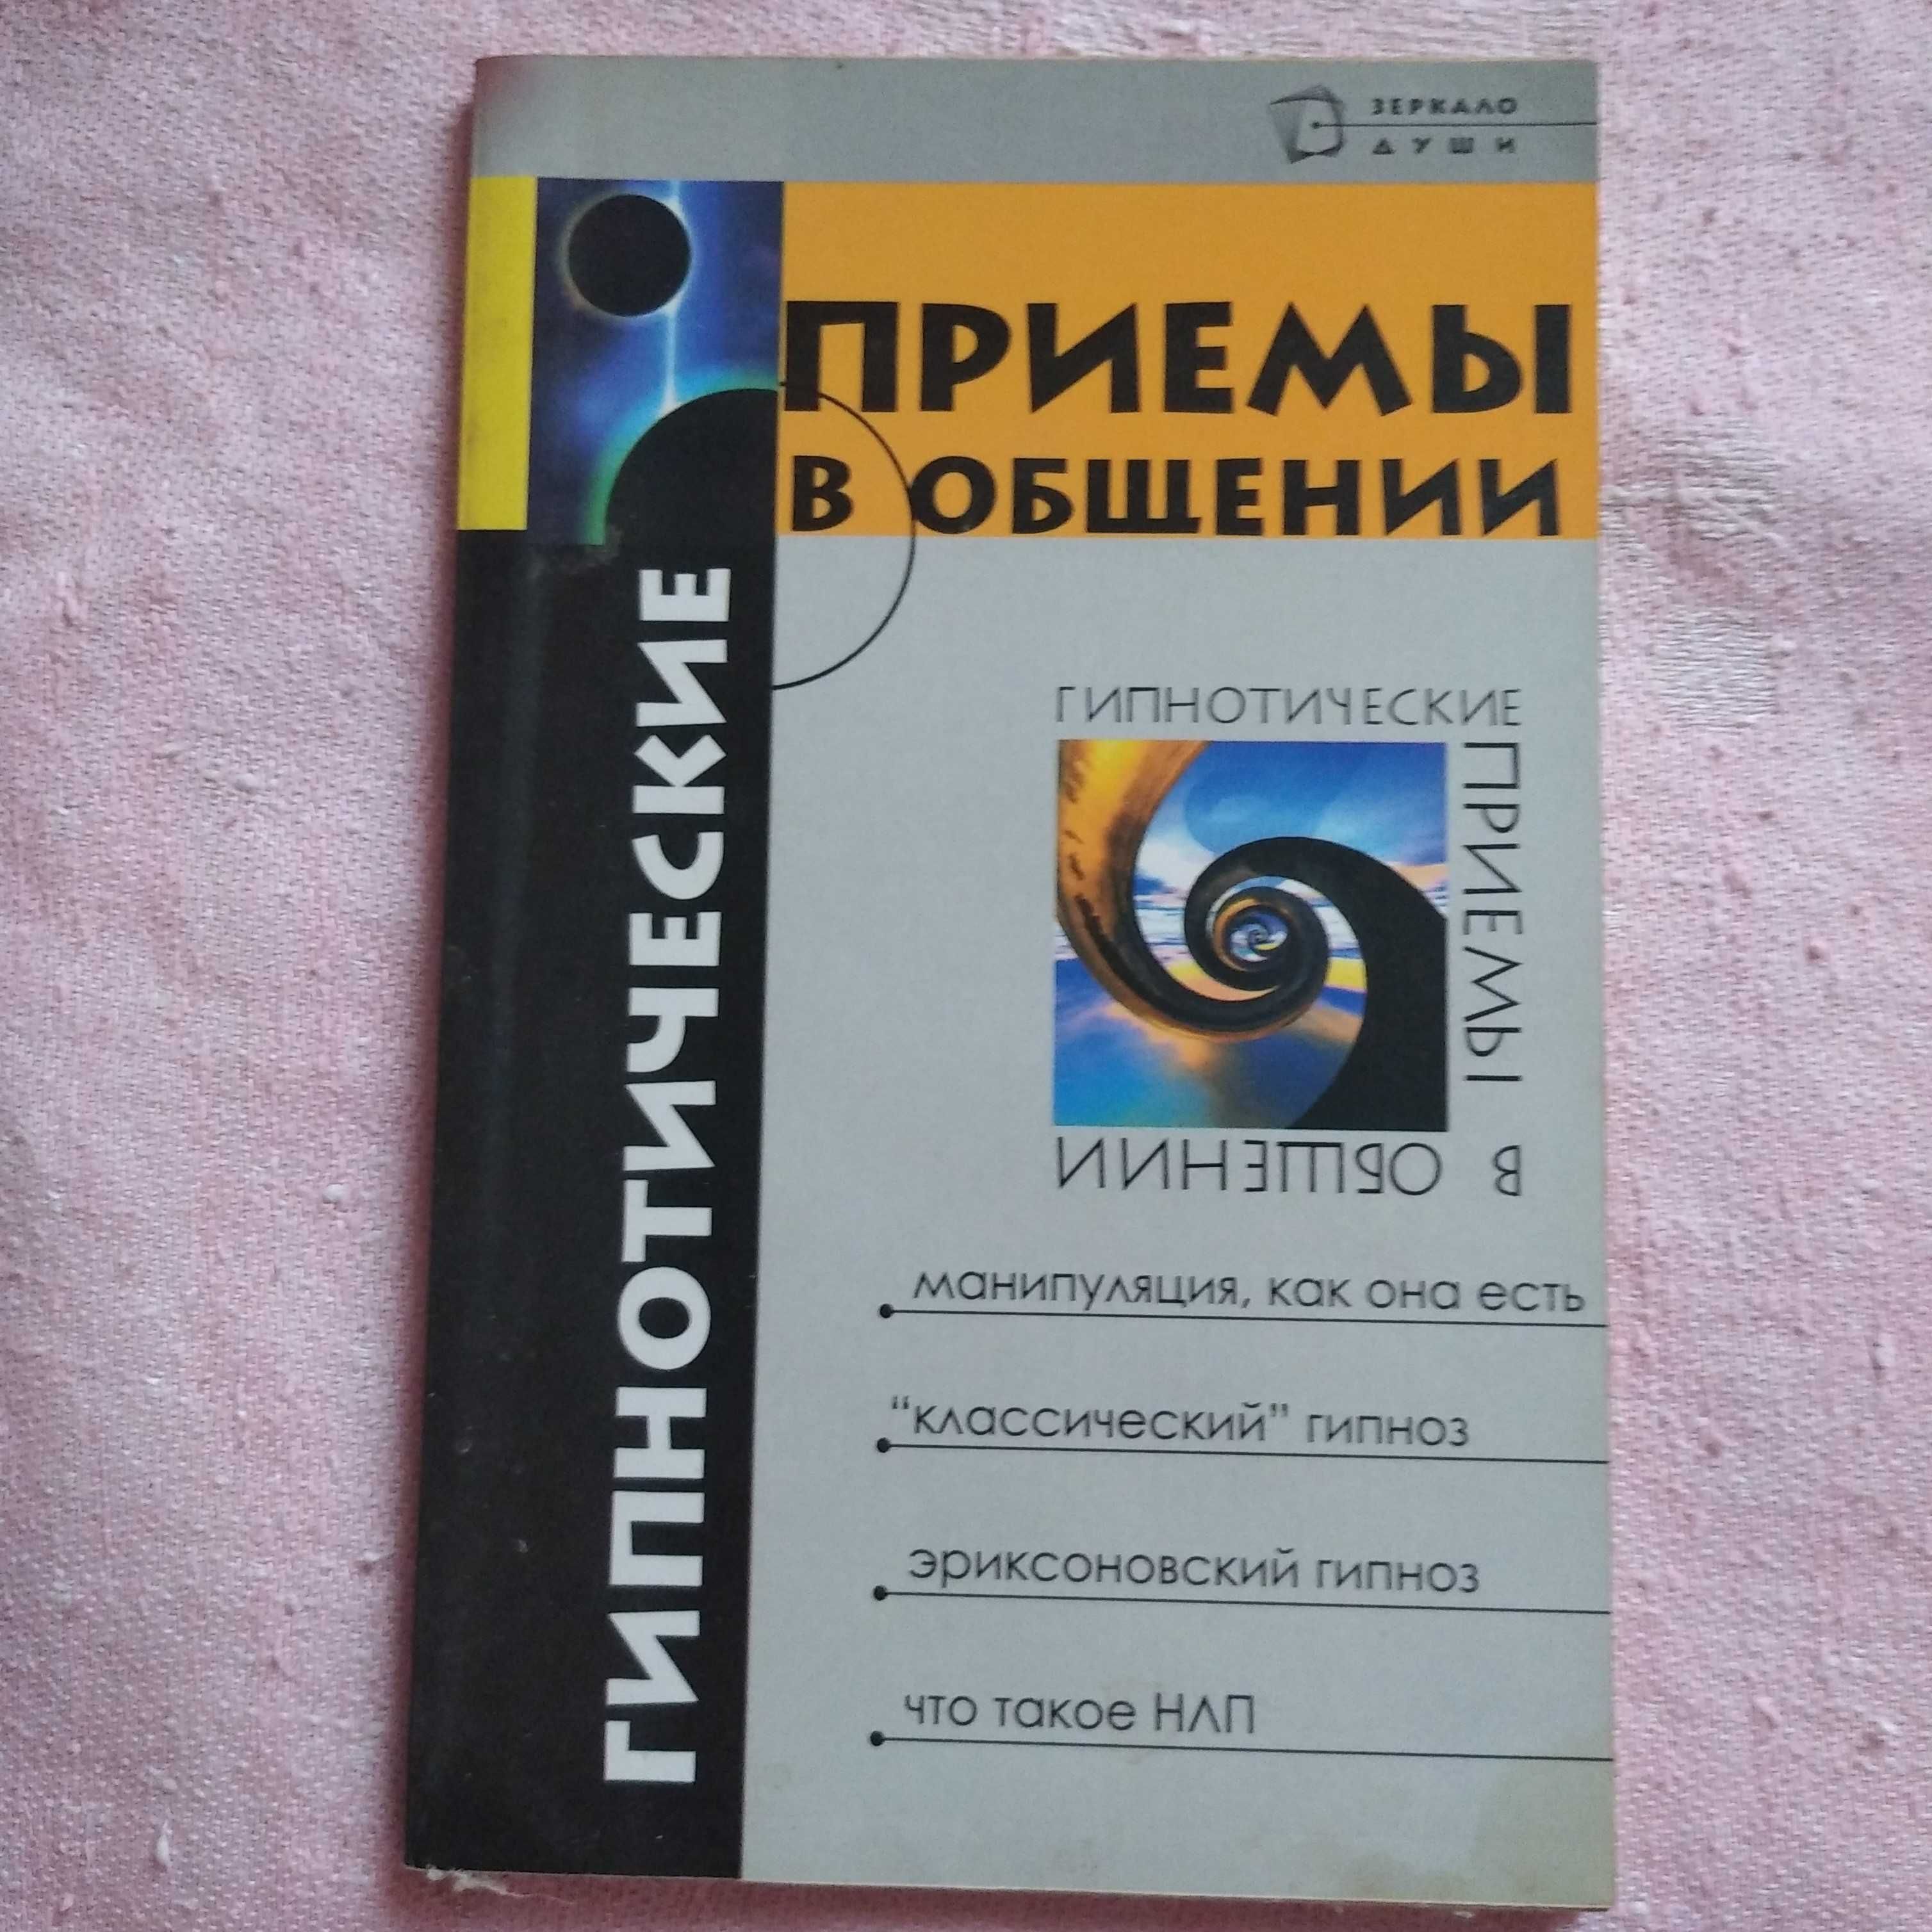 ЗЕРКАЛО
ДУШИ
ГИПНОТИЧЕСКИЕ
ПРИЕМЫ
В ОБЩЕНИИ
ГИПНОТИЧЕСКИЕ
ПРИЕМЫ
В ОБЩЕНИИ
манипуляция, как она есть
"классический" гипноз
эриксоновский гипноз
что такое НЛП